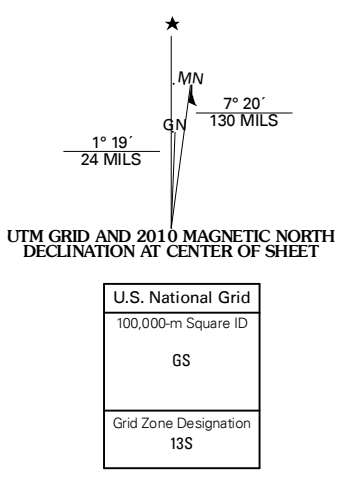 MN
7° 20´
130 MILS
GN
1° 19´
24 MILS
UTM GRID AND 2010 MAGNETIC NORTH
DECLINATION AT CENTER OF SHEET
U.S. National Grid
100,000-m Square ID
GS
Grid Zone Designation
13S